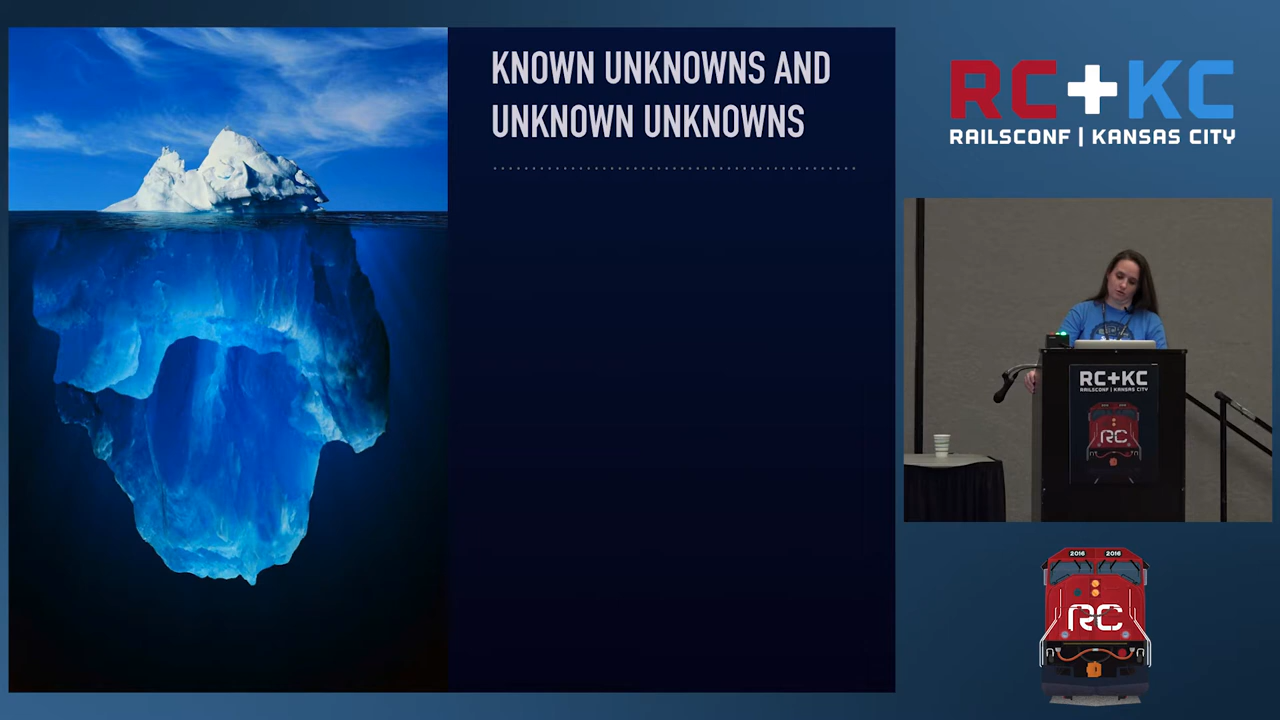 KNOWN UNKNOWNS AND
UNKNOWN UNKNOWNS
RC+KC
RAILSCONF | KANSAS CITY
RC+KC
RAILSCONF | KANSAS CITY
RC
2016 2016
RC